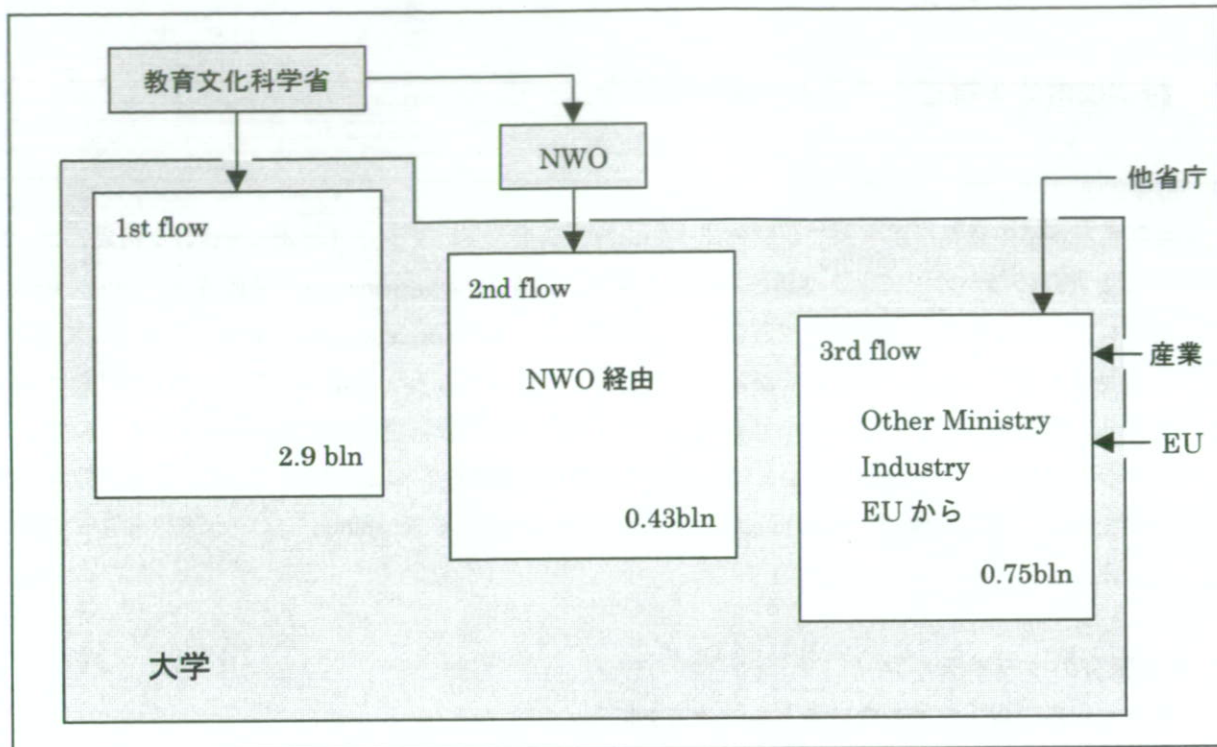 教育文化科学省
NWO
他省庁
1st flow
2nd flow
NWO 経由
3rd flow
産業
Other Ministry
EU
Industry
EU から
2.9 bln
0.43bln
0.75bln
大学